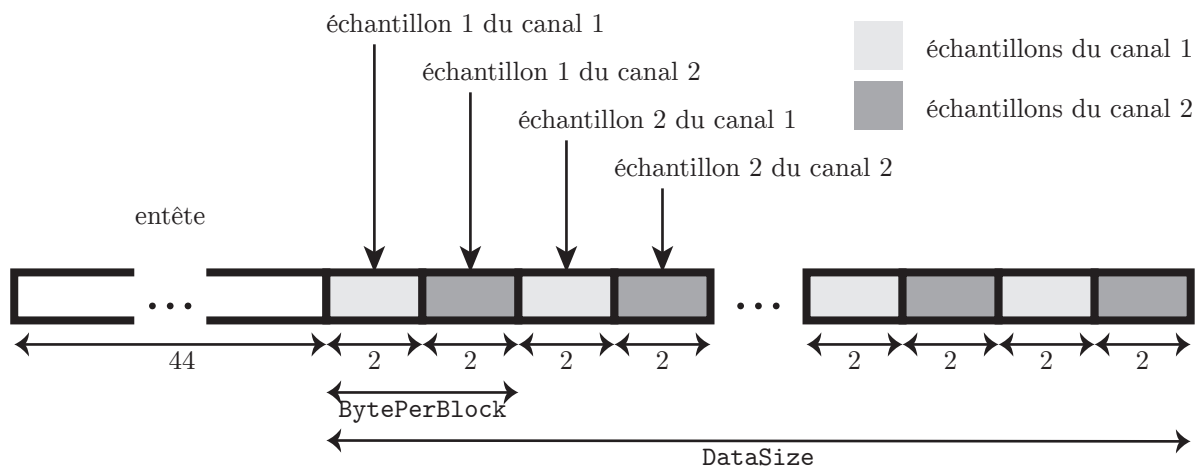 échantillon 1 du canal 1
échantillon 1 du canal 2
échantillon 2 du canal 1
échantillon 2 du canal 2
échantillons du canal 1
échantillons du canal 2
entête
...
...
44
2
2
2
2
2
2
2
2
BytePerBlock
DataSize